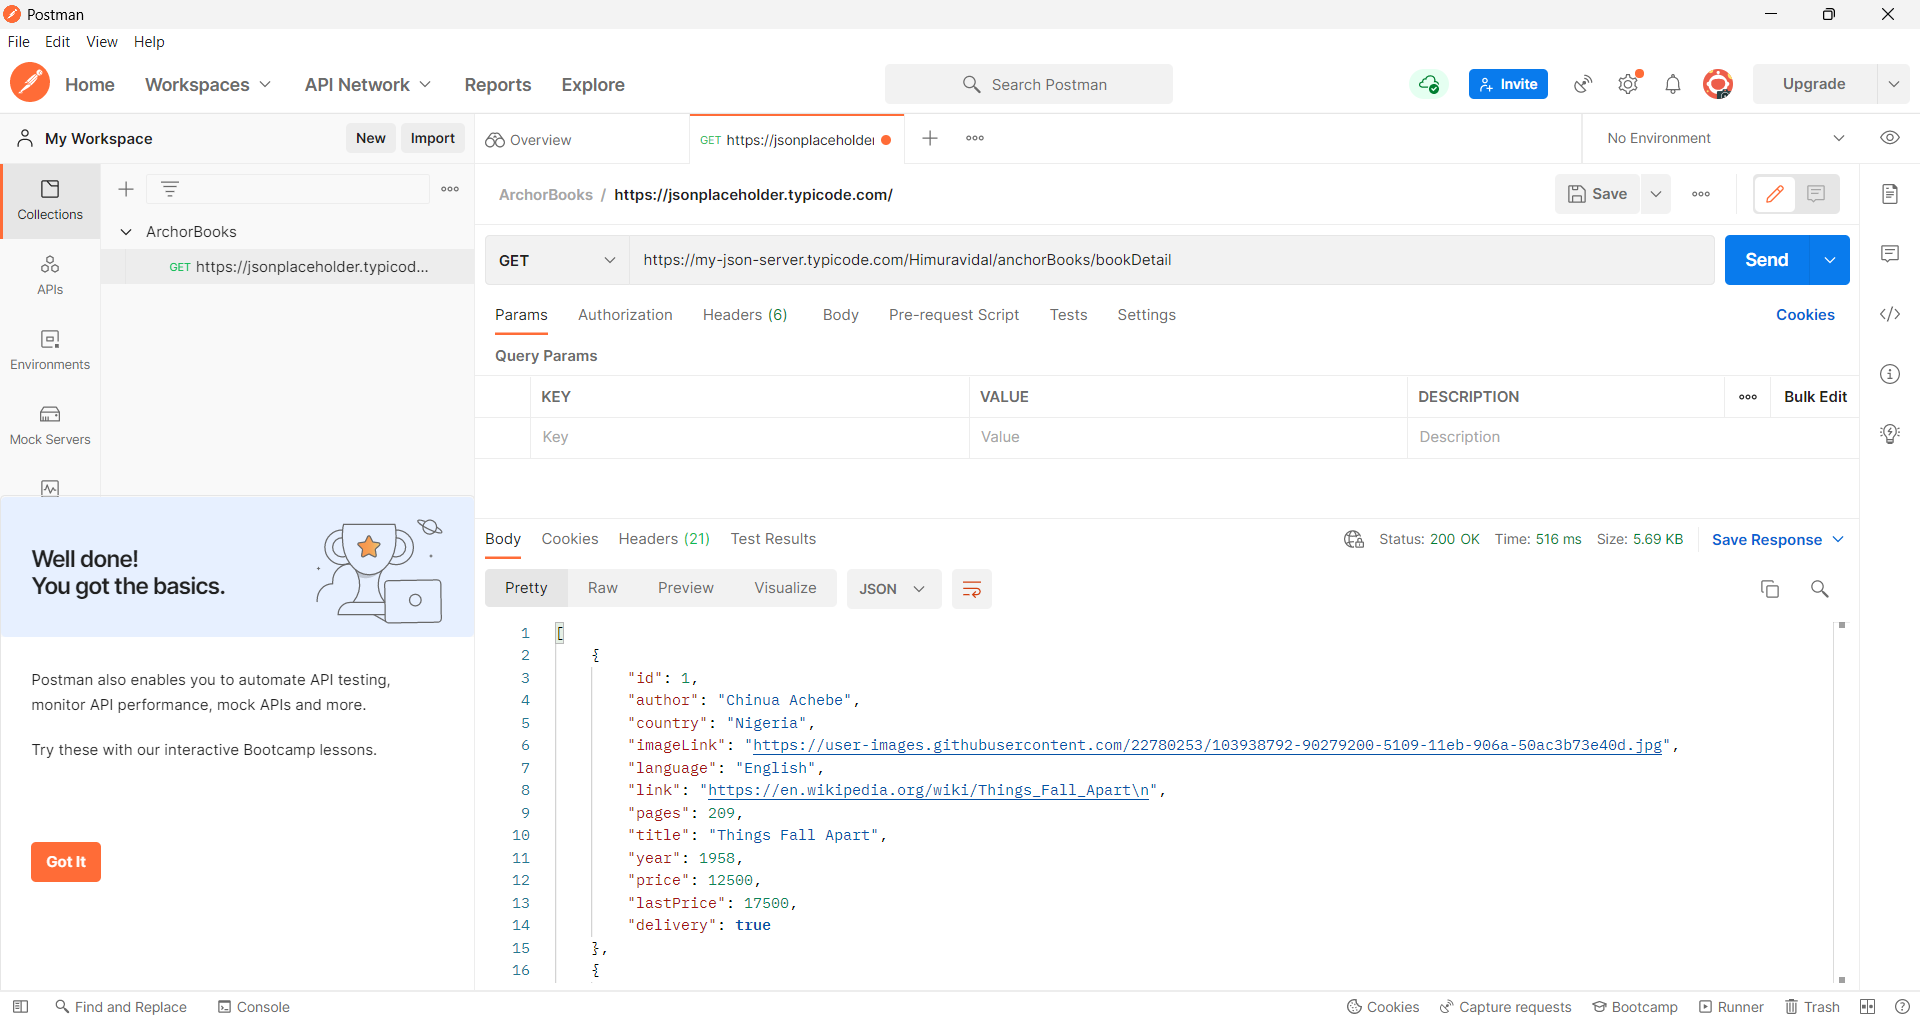 Postman
File Edit View Help
Home Workspaces API Network Reports Explore Search Postman Invite Upgrade
My Workspace New Import Overview GET https://jsonplaceholder No Environment
Collections
APIs
Environments
Mock Servers
ArchorBooks
GET https://jsonplaceholder.typicod...
ArchorBooks / https://jsonplaceholder.typicode.com/ Save
GET https://my-json-server.typicode.com/Himuravidal/anchorBooks/bookDetail Send
Params Authorization Headers (6) Body Pre-request Script Tests Settings Cookies
Query Params
KEY VALUE DESCRIPTION Bulk Edit
Key Value Description
Well done!
You got the basics.
Postman also enables you to automate API testing,
monitor API performance, mock APIs and more.
Try these with our interactive Bootcamp lessons.
Got It
Body Cookies Headers (21) Test Results Status: 200 OK Time: 516 ms Size: 5.69 KB Save Response
Pretty Raw Preview Visualize JSON
1 [
2 {
3 "id": 1,
4 "author": "Chinua Achebe",
5 "country": "Nigeria",
6 "imageLink": "https://user-images.githubusercontent.com/22780253/103938792-90279200-5109-11eb-906a-50ac3b73e40d.jpg",
7 "language": "English",
8 "link": "https://en.wikipedia.org/wiki/Things_Fall_Apart\n",
9 "pages": 209,
10 "title": "Things Fall Apart",
11 "year": 1958,
12 "price": 12500,
13 "lastPrice": 17500,
14 "delivery": true
15 },
16 {
Find and Replace Console Cookies Capture requests Bootcamp Runner Trash